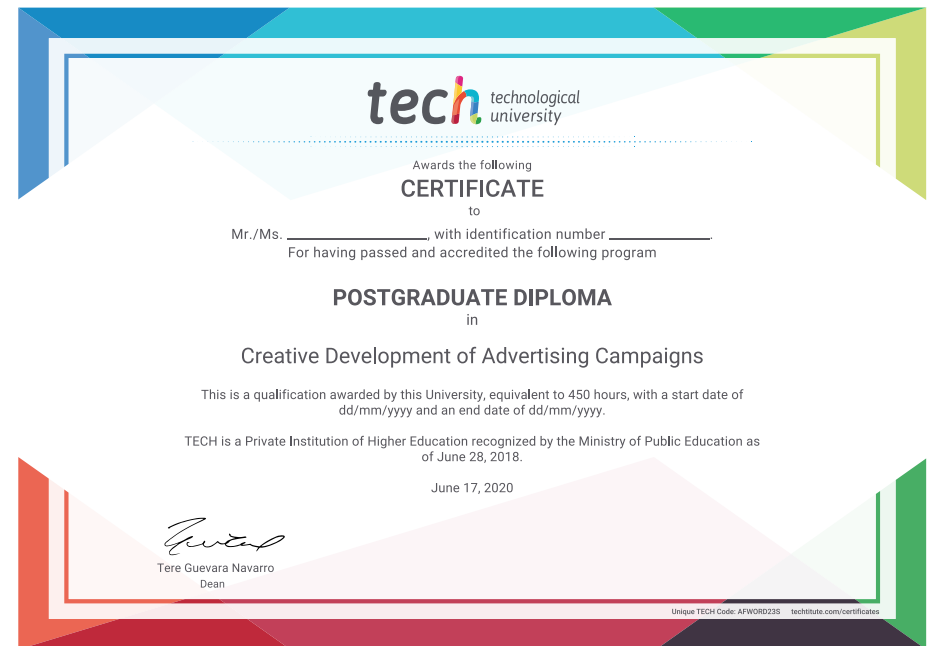 tech technological
university
Awards the following
CERTIFICATE
to
Mr./Ms. ____________________, with identification number ______________.
For having passed and accredited the following program
POSTGRADUATE DIPLOMA
in
Creative Development of Advertising Campaigns
This is a qualification awarded by this University, equivalent to 450 hours, with a start date of
dd/mm/yyyy and an end date of dd/mm/yyyy.
TECH is a Private Institution of Higher Education recognized by the Ministry of Public Education as
of June 28, 2018.
June 17, 2020
Tere Guevara Navarro
Dean
Unique TECH Code: AFWORD23S techtitute.com/certificates